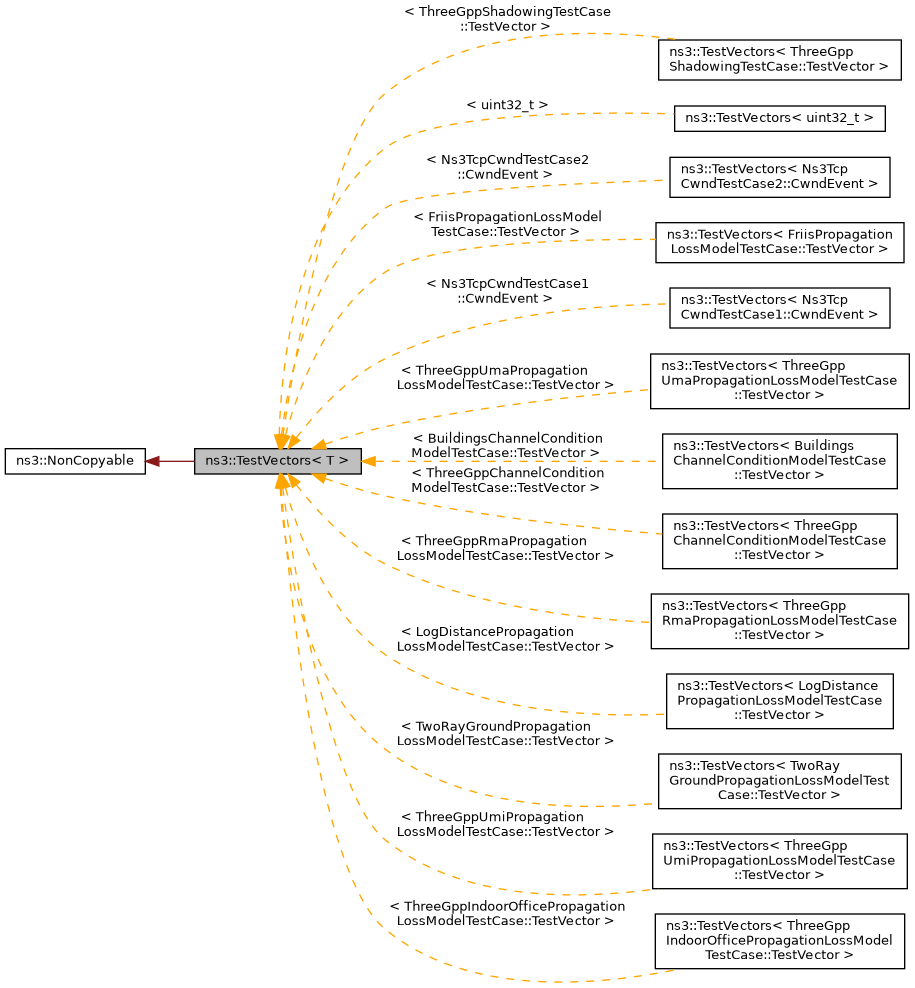 < ThreeGppShadowingTestCase
::TestVector >
ns3::TestVectors< ThreeGpp
ShadowingTestCase::TestVector >
< uint32_t >
ns3::TestVectors< uint32_t >
< Ns3TcpCwndTestCase2
::CwndEvent >
ns3::TestVectors< Ns3Tcp
CwndTestCase2::CwndEvent >
< FriisPropagationLossModel
TestCase::TestVector >
ns3::TestVectors< FriisPropagation
LossModelTestCase::TestVector >
< Ns3TcpCwndTestCase1
::CwndEvent >
ns3::TestVectors< Ns3Tcp
CwndTestCase1::CwndEvent >
< ThreeGppUmaPropagation
LossModelTestCase::TestVector >
ns3::TestVectors< ThreeGpp
UmaPropagationLossModelTestCase
::TestVector >
ns3::NonCopyable
ns3::TestVectors< T >
< BuildingsChannelCondition
ModelTestCase::TestVector >
ns3::TestVectors< Buildings
ChannelConditionModelTestCase
::TestVector >
< ThreeGppChannelCondition
ModelTestCase::TestVector >
ns3::TestVectors< ThreeGpp
ChannelConditionModelTestCase
::TestVector >
< ThreeGppRmaPropagation
LossModelTestCase::TestVector >
ns3::TestVectors< ThreeGpp
RmaPropagationLossModelTestCase
::TestVector >
< LogDistancePropagation
LossModelTestCase::TestVector >
ns3::TestVectors< LogDistance
PropagationLossModelTestCase
::TestVector >
< TwoRayGroundPropagation
LossModelTestCase::TestVector >
ns3::TestVectors< TwoRay
GroundPropagationLossModelTest
Case::TestVector >
< ThreeGppUmiPropagation
LossModelTestCase::TestVector >
ns3::TestVectors< ThreeGpp
UmiPropagationLossModelTestCase
::TestVector >
< ThreeGppIndoorOfficePropagation
LossModelTestCase::TestVector >
ns3::TestVectors< ThreeGpp
IndoorOfficePropagationLossModel
TestCase::TestVector >